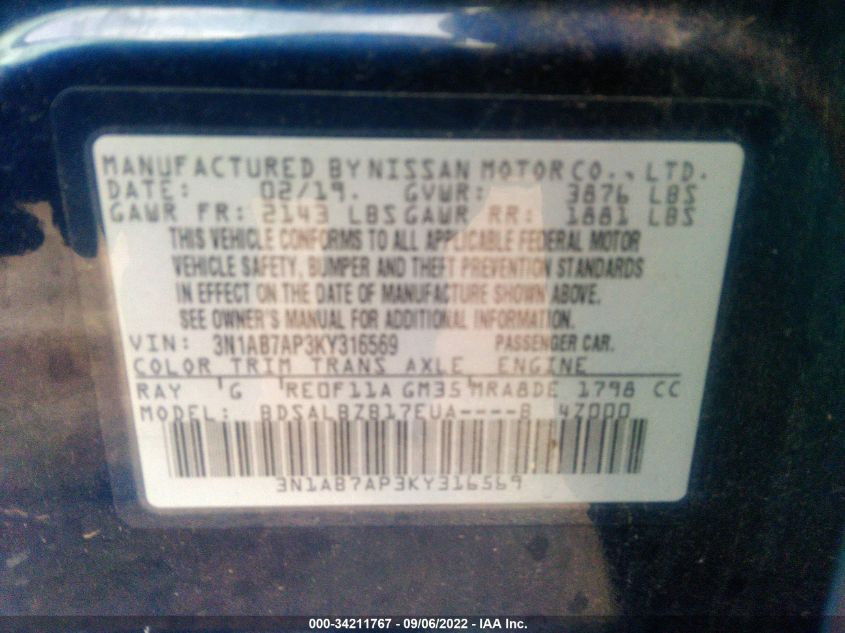 MANUFACTURED BY NISSAN MOTOR CO., LTD.
DATE: 02/19. GVWR: 3876 LBS
GAWR FR: 2143 LBS GAWR RR: 1881 LBS
THIS VEHICLE CONFORMS TO ALL APPLICABLE FEDERAL MOTOR
VEHICLE SAFETY, BUMPER AND THEFT PREVENTION STANDARDS
IN EFFECT ON THE DATE OF MANUFACTURE SHOWN ABOVE.
SEE OWNER'S MANUAL FOR ADDITIONAL INFORMATION.
VIN: 3N1AB7AP3KY316569 PASSENGER CAR.
COLOR TRIM TRANS AXLE ENGINE
RAY G RE0F11A GM35 MRA8DE 1798 CC
MODEL: BDSALBZB17EUA----B 4Z000
3N1AB7AP3KY316569
000-34211767 - 09/06/2022 - IAA Inc.